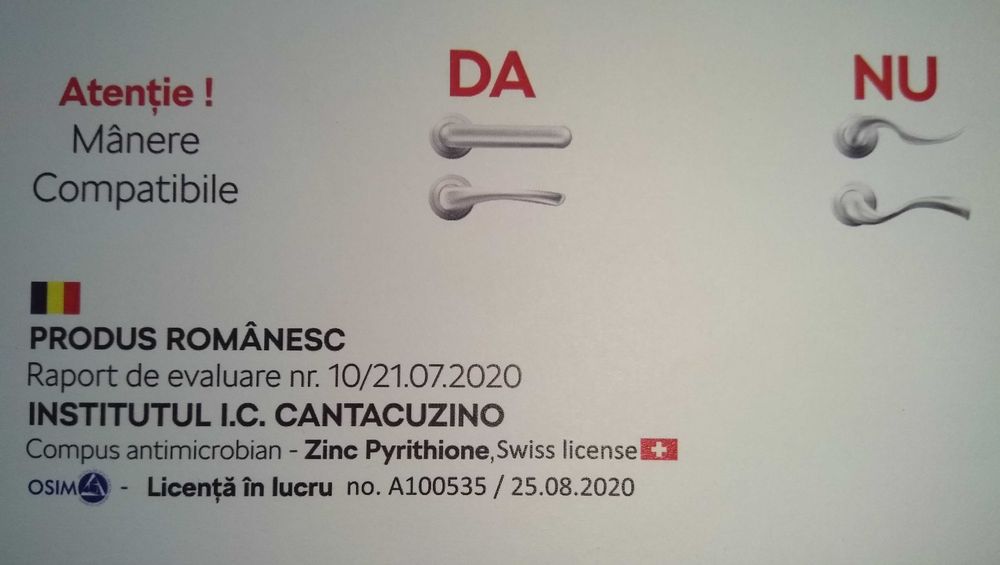 Atenție !
Mânere
Compatibile
DA
NU
PRODUS ROMÂNESC
Raport de evaluare nr. 10/21.07.2020
INSTITUTUL I.C. CANTACUZINO
Compus antimicrobian - Zinc Pyrithione, Swiss license
OSIM - Licență în lucru no. A100535 / 25.08.2020